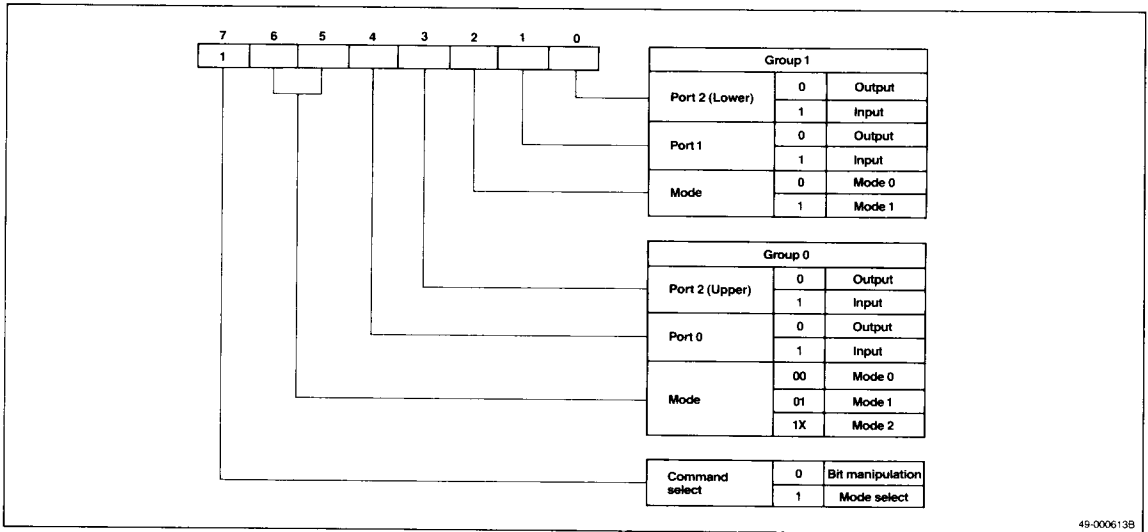 7 6 5 4 3 2 1 0
1
Group 1
Port 2 (Lower) 0 Output
1 Input
Port 1 0 Output
1 Input
Mode 0 Mode 0
1 Mode 1
Group 0
Port 2 (Upper) 0 Output
1 Input
Port 0 0 Output
1 Input
Mode 00 Mode 0
01 Mode 1
1X Mode 2
Command select 0 Bit manipulation
1 Mode select
49-000613B